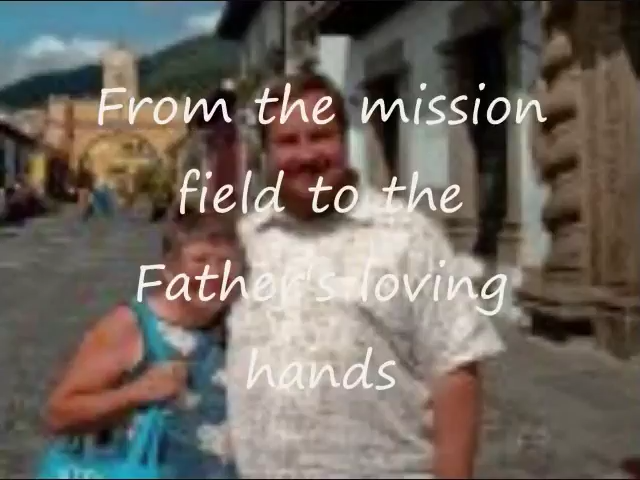 From the mission
field to the
Father's loving
hands